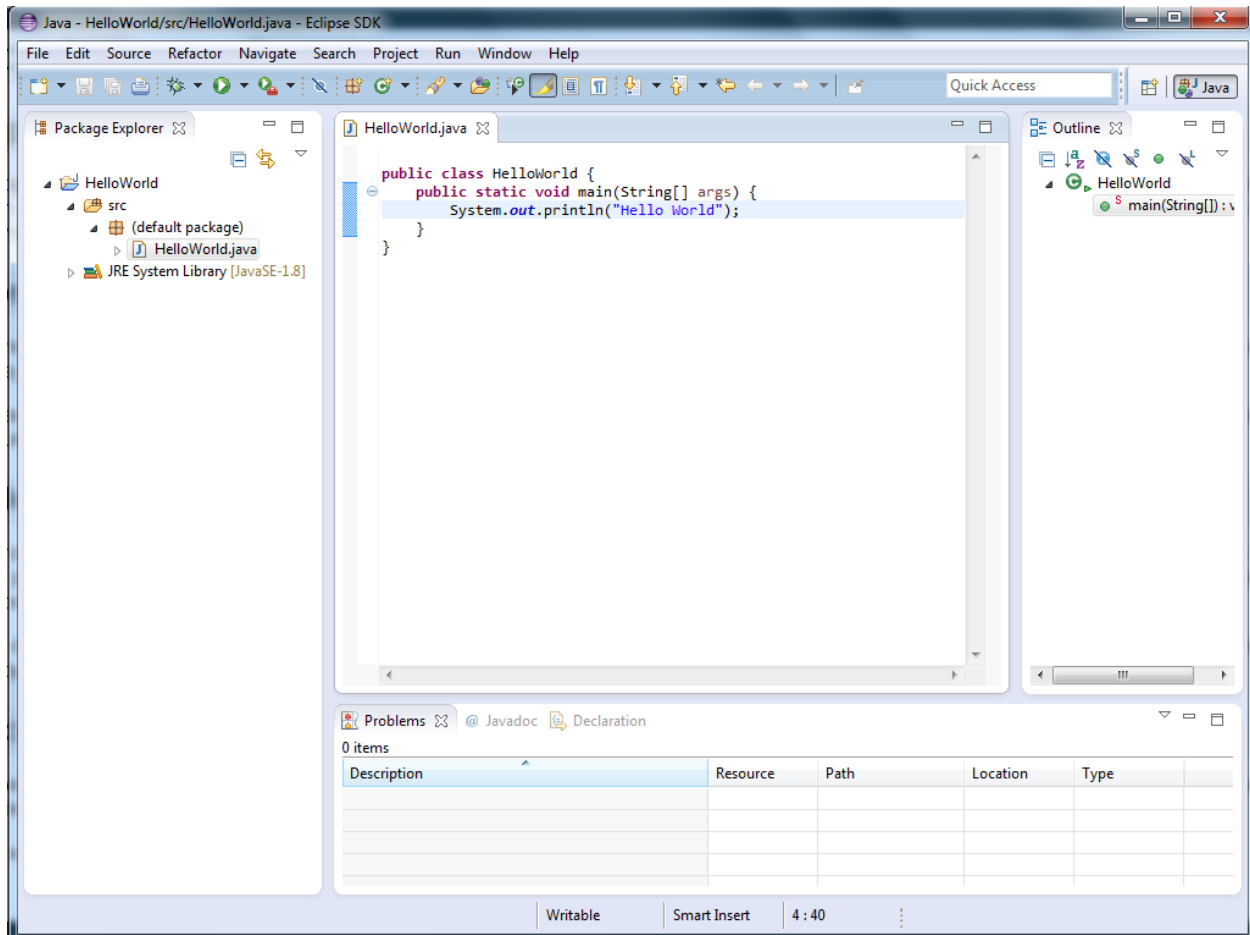 Java - HelloWorld/src/HelloWorld.java - Eclipse SDK
File Edit Source Refactor Navigate Search Project Run Window Help
Quick Access
Java
Package Explorer
HelloWorld
src
(default package)
HelloWorld.java
JRE System Library [JavaSE-1.8]
HelloWorld.java
public class HelloWorld {
public static void main(String[] args) {
System.out.println("Hello World");
}
}
Outline
HelloWorld
main(String[]) : v
Problems @ Javadoc Declaration
0 items
Description Resource Path Location Type
Writable Smart Insert 4 : 40